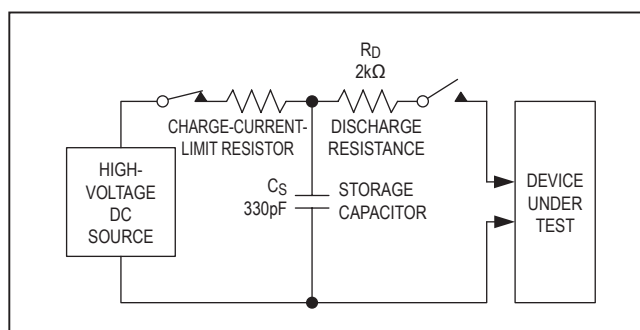 R_D
2kΩ
CHARGE-CURRENT-
LIMIT RESISTOR
DISCHARGE
RESISTANCE
HIGH-
VOLTAGE
DC
SOURCE
C_S
330pF
STORAGE
CAPACITOR
DEVICE
UNDER
TEST